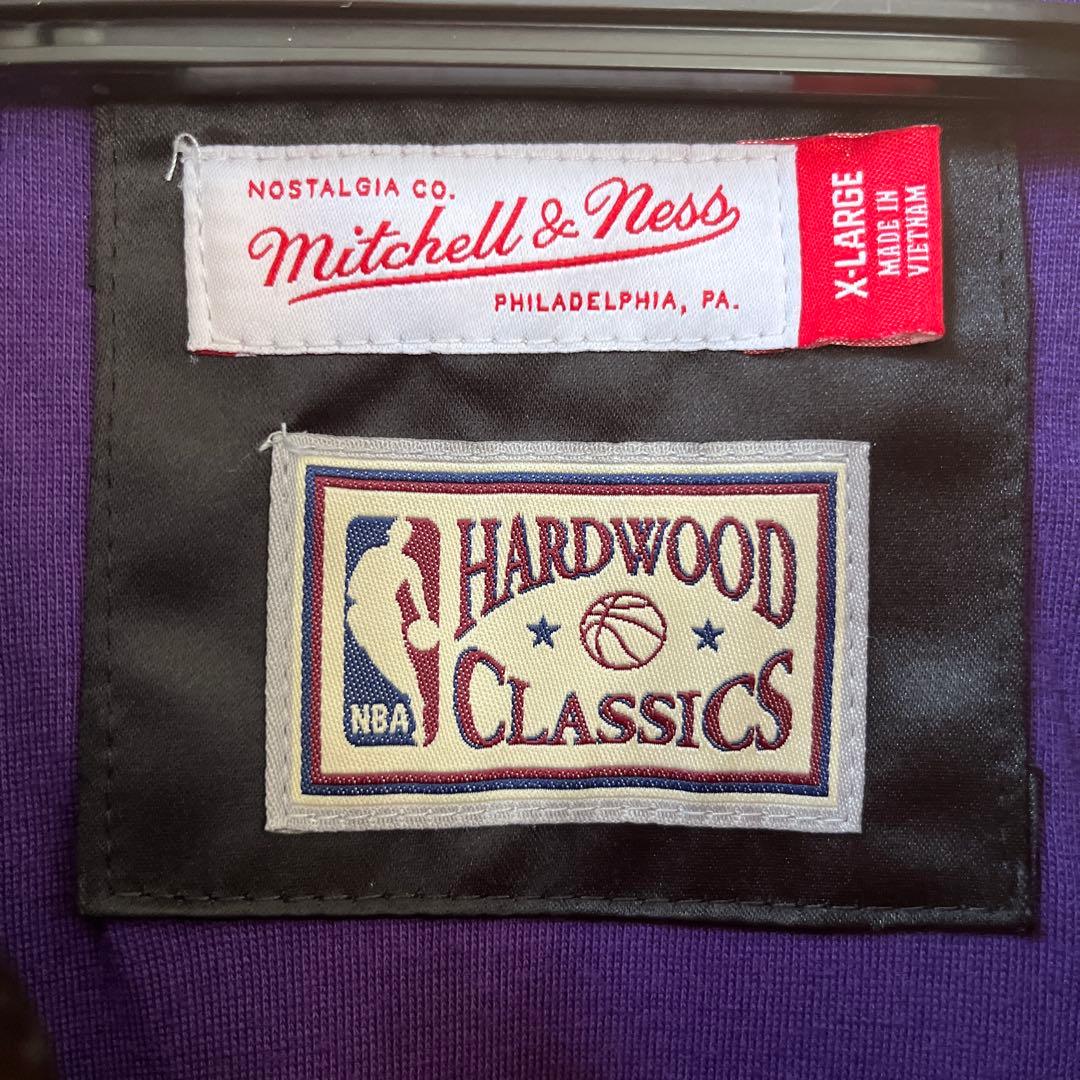 NOSTALGIA CO.
Mitchell & Ness
PHILADELPHIA, PA.
X-LARGE
MADE IN
VIETNAM
HARDWOOD
CLASSICS
NBA